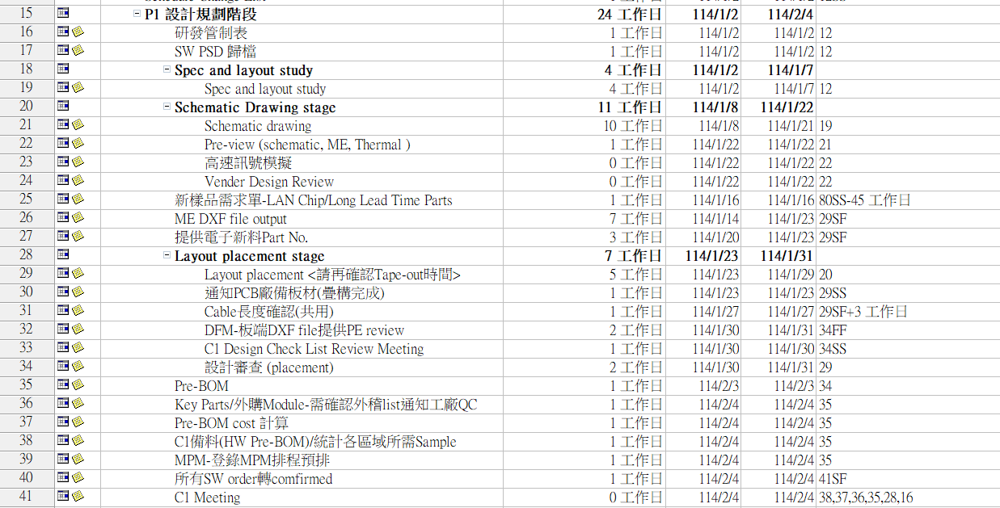 15 P1 設計規劃階段 24 工作日 114/1/2 114/2/4
16 研發管制表 1 工作日 114/1/2 114/1/2 12
17 SW PSD 歸檔 1 工作日 114/1/2 114/1/2 12
18 Spec and layout study 4 工作日 114/1/2 114/1/7
19 Spec and layout study 4 工作日 114/1/2 114/1/7 12
20 Schematic Drawing stage 11 工作日 114/1/8 114/1/22
21 Schematic drawing 10 工作日 114/1/8 114/1/21 19
22 Pre-view (schematic, ME, Thermal ) 1 工作日 114/1/22 114/1/22 21
23 高速訊號模擬 0 工作日 114/1/22 114/1/22 22
24 Vender Design Review 0 工作日 114/1/22 114/1/22 22
25 新樣品需求單-LAN Chip/Long Lead Time Parts 1 工作日 114/1/16 114/1/16 80SS-45 工作日
26 ME DXF file output 7 工作日 114/1/14 114/1/23 29SF
27 提供電子新料Part No. 3 工作日 114/1/20 114/1/23 29SF
28 Layout placement stage 7 工作日 114/1/23 114/1/31
29 Layout placement <請再確認Tape-out時間> 5 工作日 114/1/23 114/1/29 20
30 通知PCB廠備板材(疊構完成) 1 工作日 114/1/23 114/1/23 29SS
31 Cable長度確認(共用) 1 工作日 114/1/27 114/1/27 29SF+3 工作日
32 DFM-板端DXF file提供PE review 2 工作日 114/1/30 114/1/31 34FF
33 C1 Design Check List Review Meeting 1 工作日 114/1/30 114/1/30 34SS
34 設計審查 (placement) 2 工作日 114/1/30 114/1/31 29
35 Pre-BOM 1 工作日 114/2/3 114/2/3 34
36 Key Parts/外購Module-需確認外稽list通知工廠QC 1 工作日 114/2/4 114/2/4 35
37 Pre-BOM cost 計算 1 工作日 114/2/4 114/2/4 35
38 C1備料(HW Pre-BOM)/統計各區域所需Sample 1 工作日 114/2/4 114/2/4 35
39 MPM-登錄MPM排程預排 1 工作日 114/2/4 114/2/4 35
40 所有SW order轉comfirmed 1 工作日 114/2/4 114/2/4 41SF
41 C1 Meeting 0 工作日 114/2/4 114/2/4 38,37,36,35,28,16